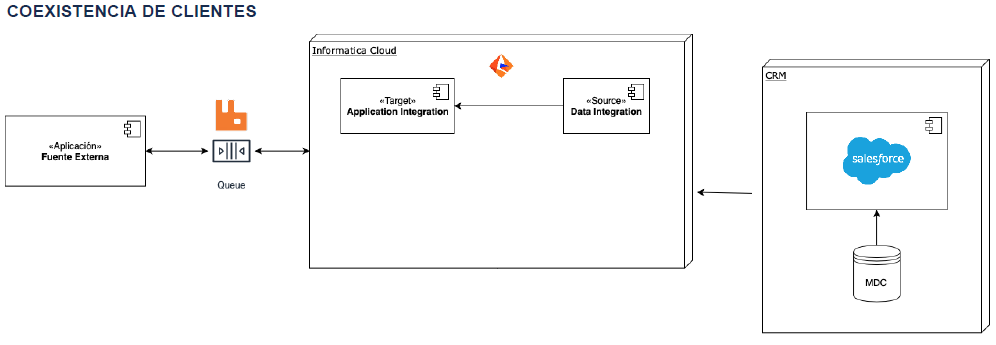 COEXISTENCIA DE CLIENTES
Informatica Cloud
CRM
«Target»
Application Integration
«Source»
Data Integration
«Aplicación»
Fuente Externa
Queue
salesforce
MDC